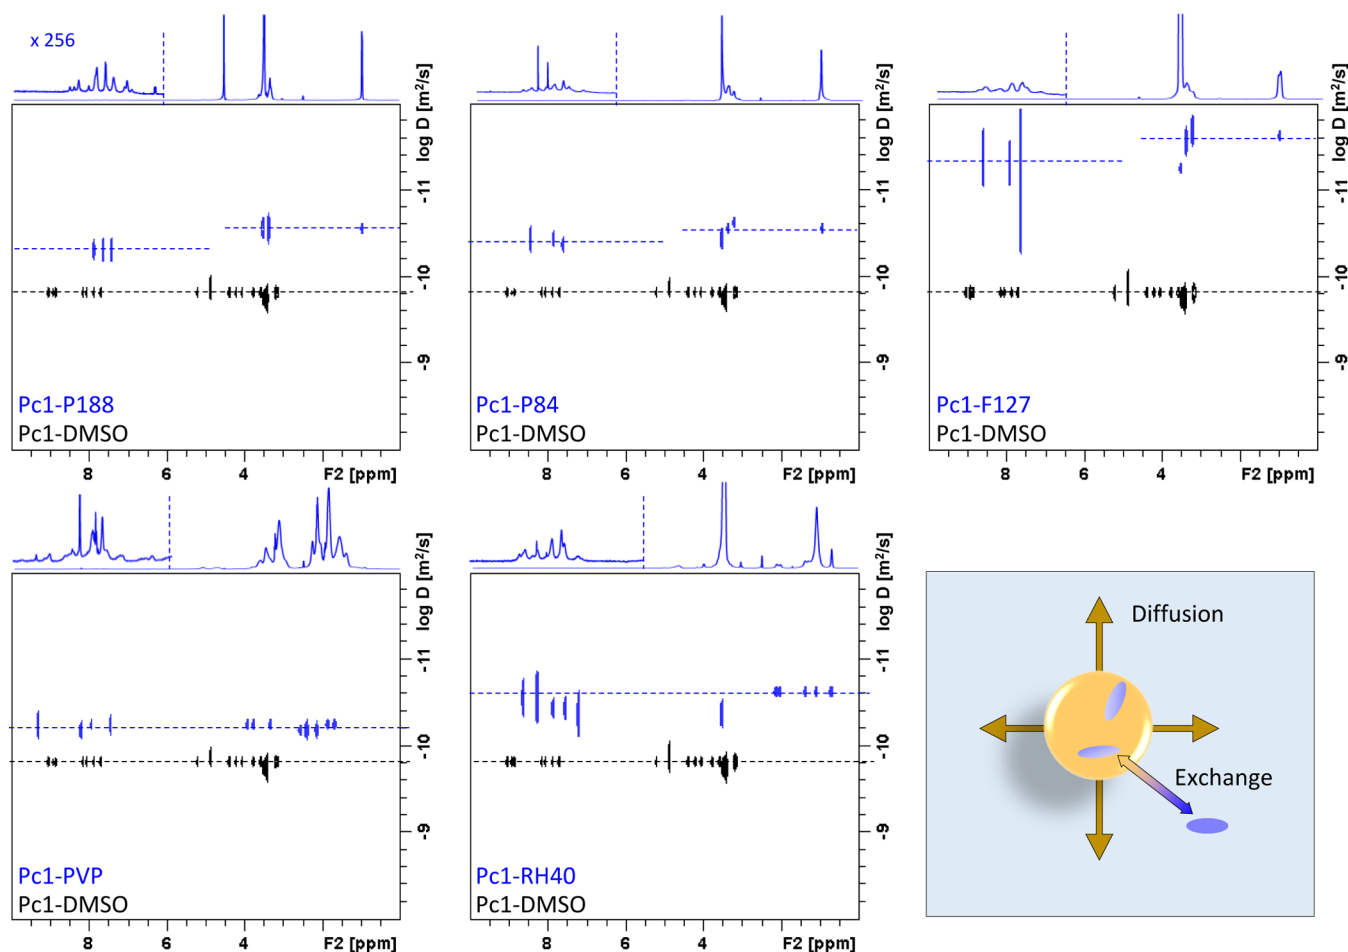 x 256
log D [m²/s]
-11
-10
-9
Pc1-P188
Pc1-DMSO
8 6 4 F2 [ppm]
log D [m²/s]
-11
-10
-9
Pc1-P84
Pc1-DMSO
8 6 4 F2 [ppm]
log D [m²/s]
-11
-10
-9
Pc1-F127
Pc1-DMSO
8 6 4 F2 [ppm]
log D [m²/s]
-11
-10
-9
Pc1-PVP
Pc1-DMSO
8 6 4 F2 [ppm]
log D [m²/s]
-11
-10
-9
Pc1-RH40
Pc1-DMSO
8 6 4 F2 [ppm]
Diffusion
Exchange